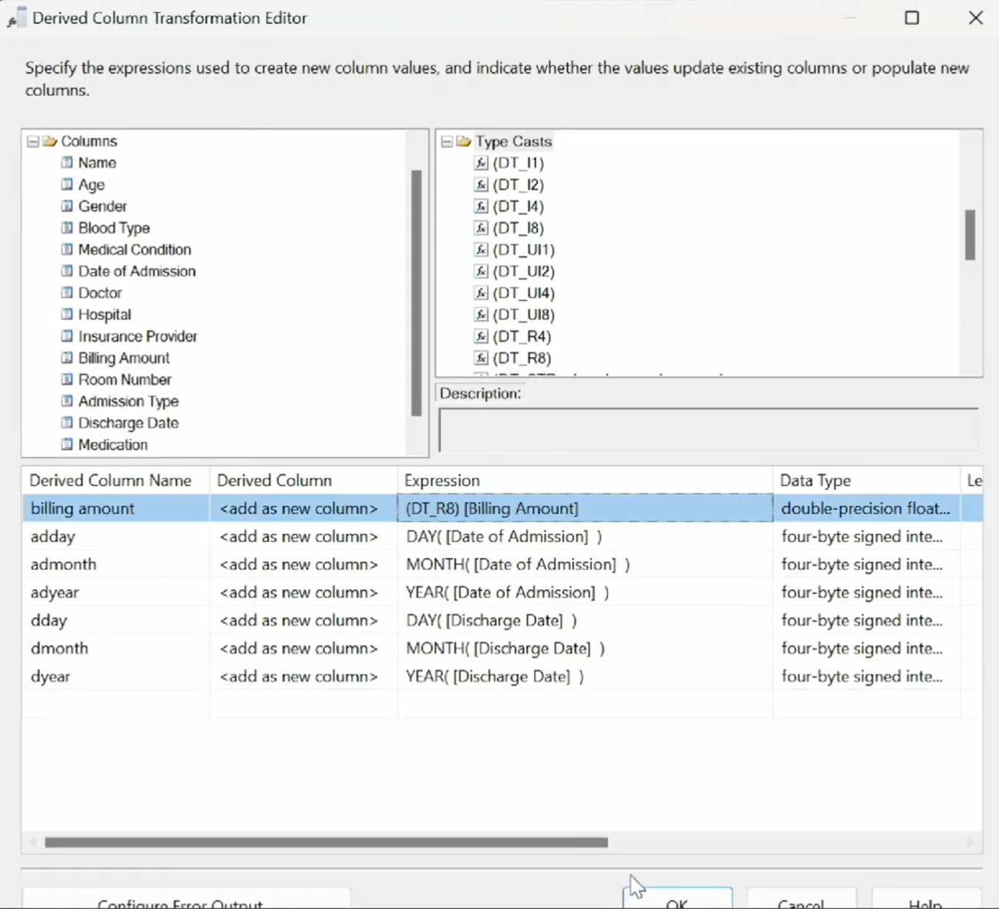 Derived Column Transformation Editor
Specify the expressions used to create new column values, and indicate whether the values update existing columns or populate new
columns.
Columns
Name
Age
Gender
Blood Type
Medical Condition
Date of Admission
Doctor
Hospital
Insurance Provider
Billing Amount
Room Number
Admission Type
Discharge Date
Medication
Type Casts
(DT_I1)
(DT_I2)
(DT_I4)
(DT_I8)
(DT_UI1)
(DT_UI2)
(DT_UI4)
(DT_UI8)
(DT_R4)
(DT_R8)
Description:
Derived Column Name Derived Column Expression Data Type Le
billing amount <add as new column> (DT_R8) [Billing Amount] double-precision float...
adday <add as new column> DAY( [Date of Admission] ) four-byte signed inte...
admonth <add as new column> MONTH( [Date of Admission] ) four-byte signed inte...
adyear <add as new column> YEAR( [Date of Admission] ) four-byte signed inte...
dday <add as new column> DAY( [Discharge Date] ) four-byte signed inte...
dmonth <add as new column> MONTH( [Discharge Date] ) four-byte signed inte...
dyear <add as new column> YEAR( [Discharge Date] ) four-byte signed inte...
Configure Error Output... OK Cancel Help